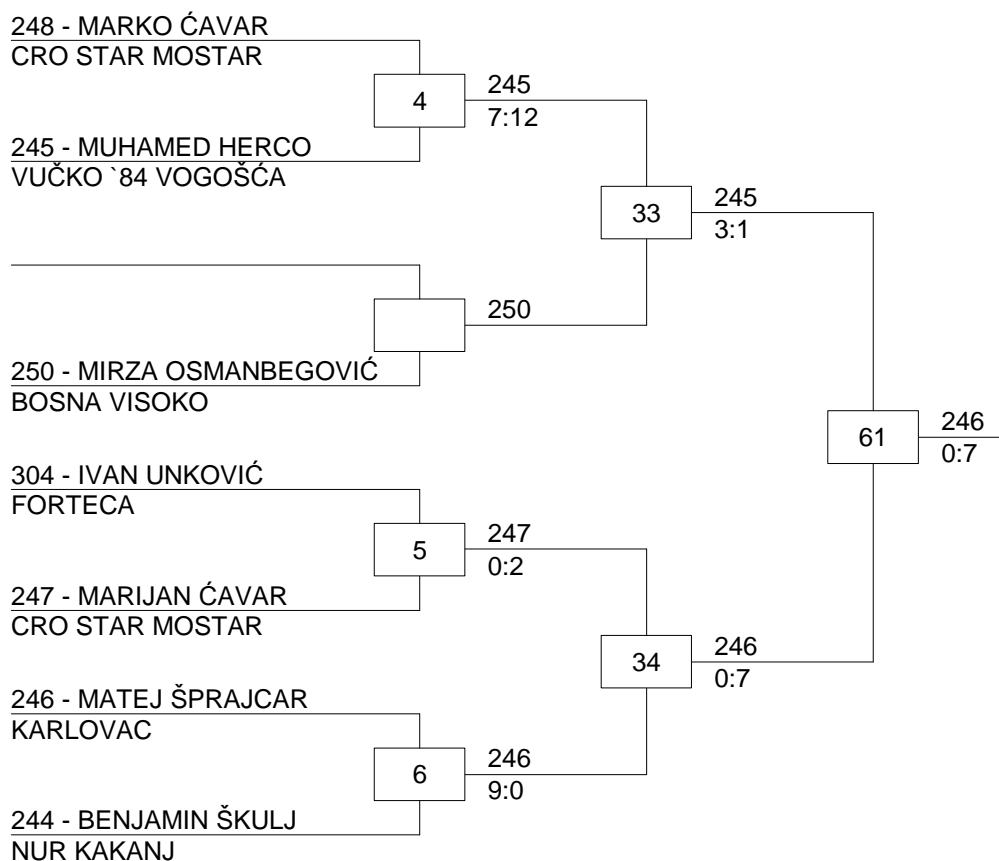 248 - MARKO ĆAVAR
CRO STAR MOSTAR
4
245
7:12
245 - MUHAMED HERCO
VUČKO `84 VOGOŠĆA
33
245
3:1
250
250 - MIRZA OSMANBEGOVIĆ
BOSNA VISOKO
61
246
0:7
304 - IVAN UNKOVIĆ
FORTECA
5
247
0:2
247 - MARIJAN ĆAVAR
CRO STAR MOSTAR
34
246
0:7
246 - MATEJ ŠPRAJCAR
KARLOVAC
6
246
9:0
244 - BENJAMIN ŠKULJ
NUR KAKANJ